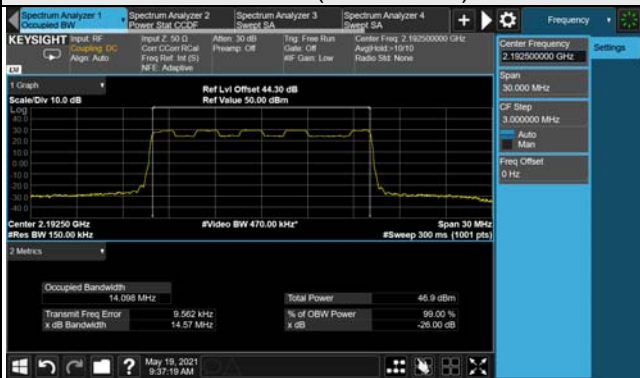 Spectrum Analyzer 1
Occupied BW
Spectrum Analyzer 2
Power Stat CCDF
Spectrum Analyzer 3
Swept SA
Spectrum Analyzer 4
Swept SA
Frequency
KEYSIGHT
Input: RF
Coupling: DC
Align: Auto
Input Z: 50 Ω
Corr CCorr RCal
Freq Ref: Int (S)
NFE: Adaptive
Atten: 30 dB
Preamp: Off
Trig: Free Run
Gate: Off
#IF Gain: Low
Center Freq: 2.192500000 GHz
Avg|Hold:>10/10
Radio Std: None
Center Frequency
2.192500000 GHz
Settings
Span
30.000 MHz
CF Step
3.000000 MHz
Auto
Man
Freq Offset
0 Hz
1 Graph
Scale/Div 10.0 dB
Ref Lvl Offset 44.30 dB
Ref Value 50.00 dBm
Log
40.0
30.0
20.0
10.0
0.00
-10.0
-20.0
-30.0
-40.0
Center 2.19250 GHz
#Res BW 150.00 kHz
#Video BW 470.00 kHz*
Span 30 MHz
#Sweep 300 ms (1001 pts)
2 Metrics
Occupied Bandwidth
14.098 MHz
Total Power 46.9 dBm
Transmit Freq Error 9.562 kHz
% of OBW Power 99.00 %
x dB Bandwidth 14.57 MHz
x dB -26.00 dB
May 19, 2021
9:37:19 AM